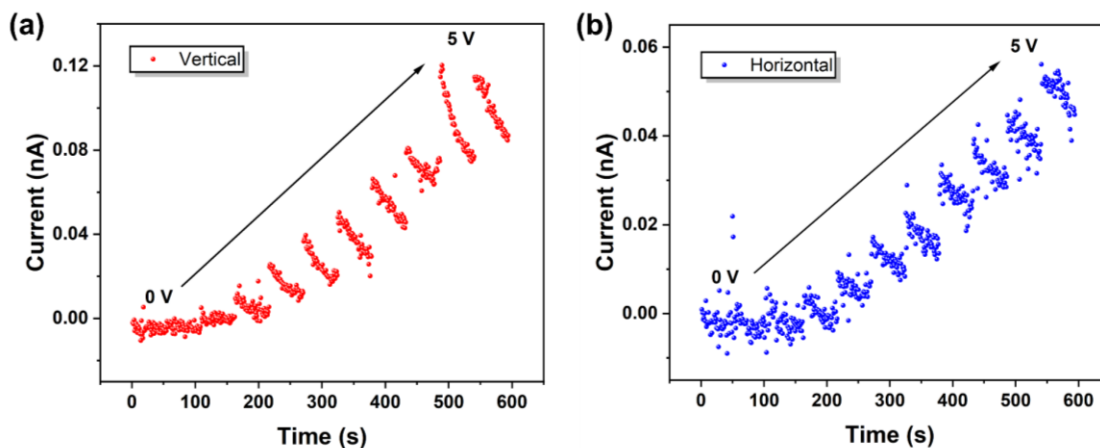 (a)
Vertical
5 V
0 V
0.12
0.08
0.04
0.00
Current (nA)
0 100 200 300 400 500 600
Time (s)
(b)
Horizontal
5 V
0 V
0.06
0.04
0.02
0.00
Current (nA)
0 100 200 300 400 500 600
Time (s)